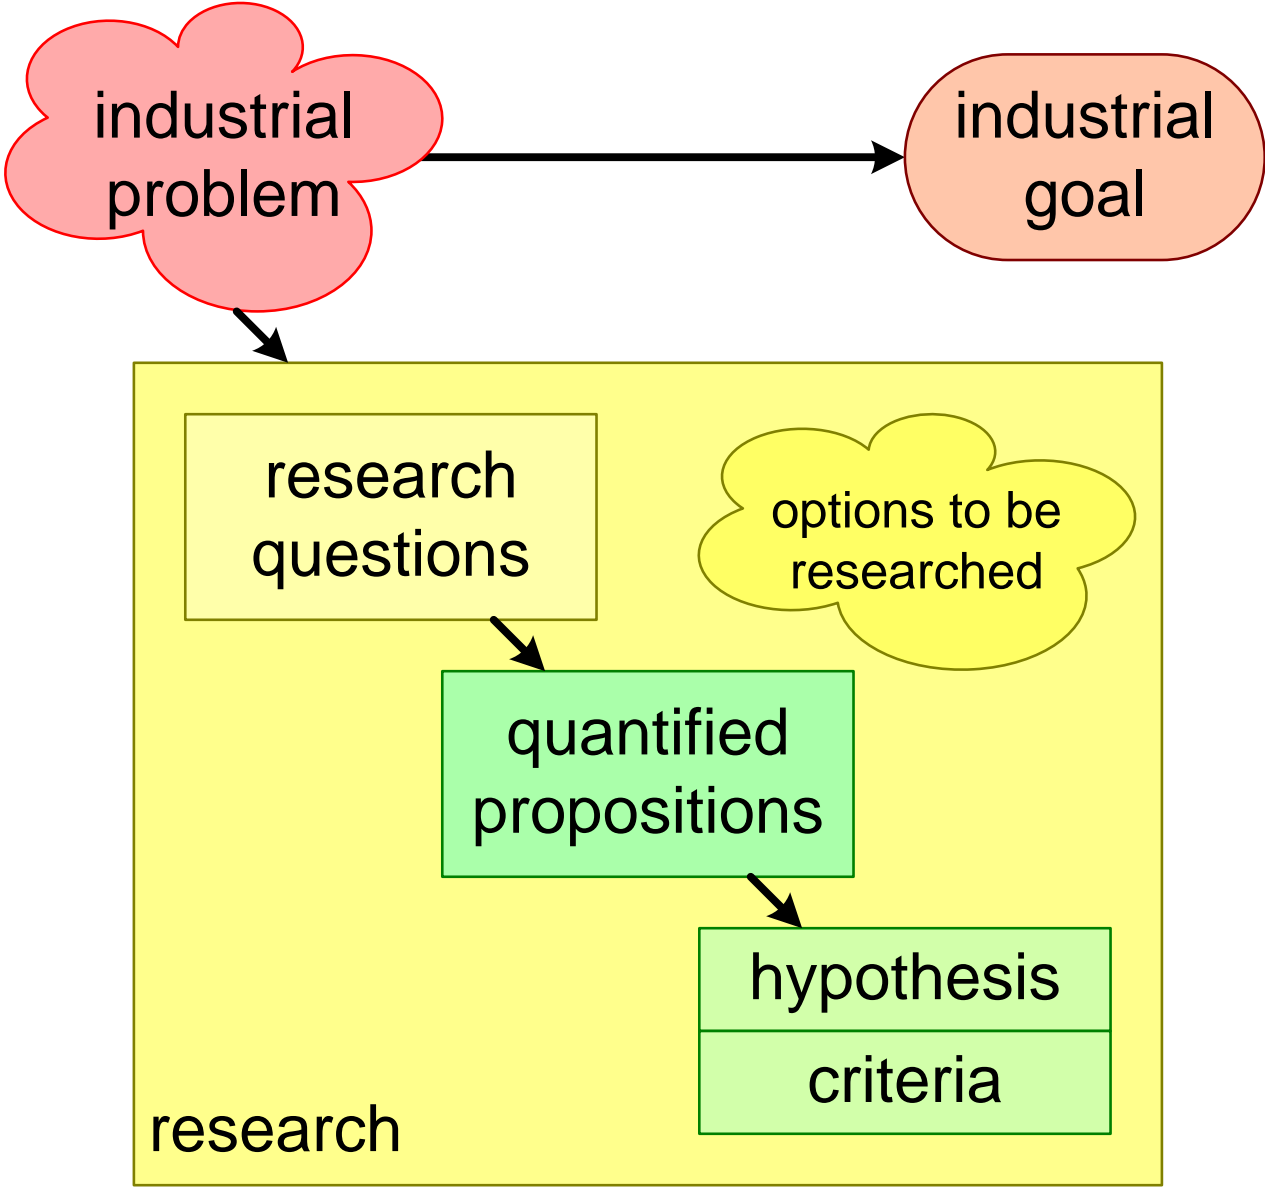 industrial
problem
industrial
goal
research
questions
options to be
researched
quantified
propositions
hypothesis
criteria
research